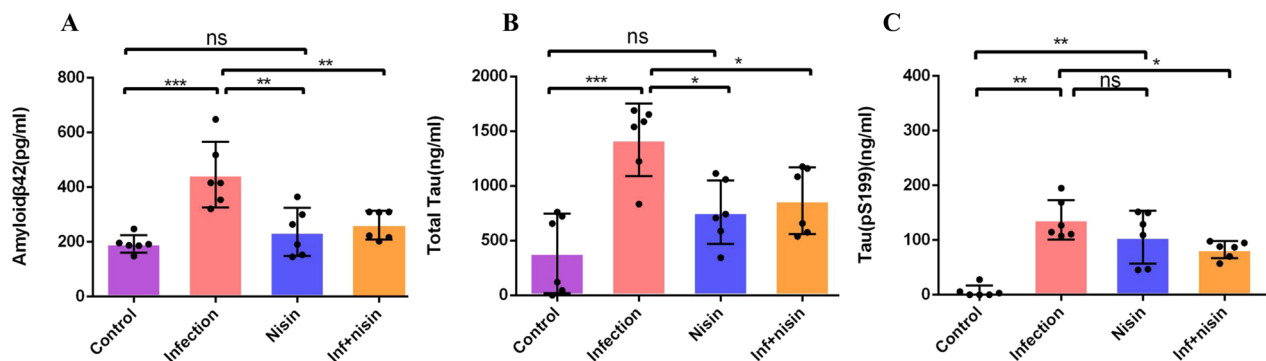 A
ns
**
***
**
Amyloidβ42(pg/ml)
800
600
400
200
0
Control
Infection
Nisin
Inf+nisin
B
ns
*
***
*
Total Tau(ng/ml)
2000
1500
1000
500
0
Control
Infection
Nisin
Inf+nisin
C
**
*
**
ns
Tau(pS199)(ng/ml)
400
300
200
100
0
Control
Infection
Nisin
Inf+nisin